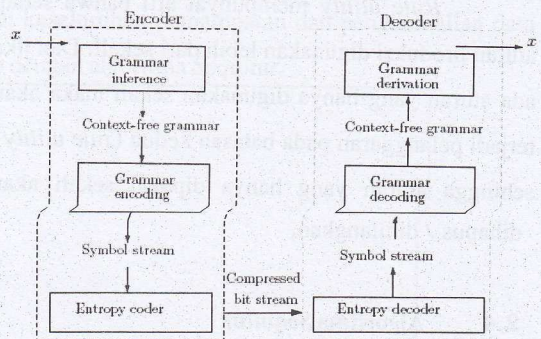 Encoder
x
Grammar
inference
Context-free grammar
Grammar
encoding
Symbol stream
Entropy coder
Compressed
bit stream
Decoder
x
Grammar
derivation
Context-free grammar
Grammar
decoding
Symbol stream
Entropy decoder